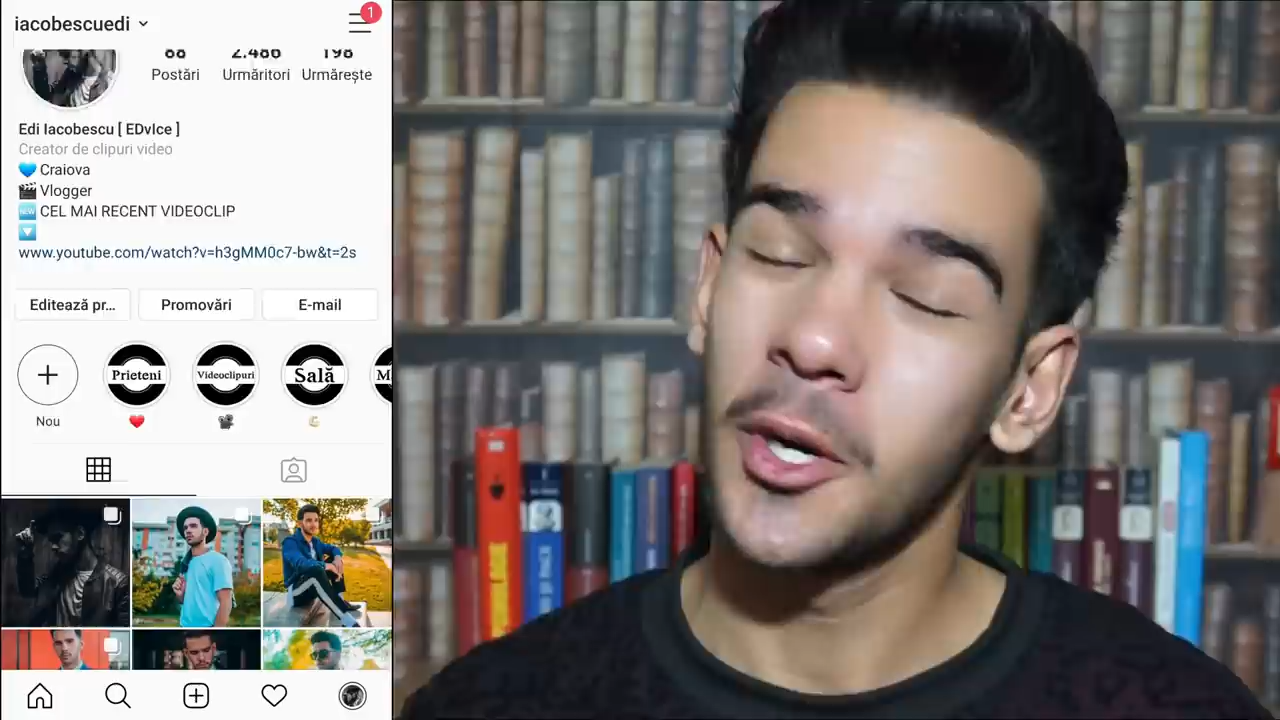 iacobescuedi
1
88 2.486 198
Postări Urmăritori Urmărește
Edi Iacobescu [ EDvIce ]
Creator de clipuri video
💙 Craiova
🎬 Vlogger
🆕 CEL MAI RECENT VIDEOCLIP
🔽
www.youtube.com/watch?v=h3gMM0c7-bw&t=2s
Editează pr... Promovări E-mail
Prieteni Videoclipuri Sală M
Nou